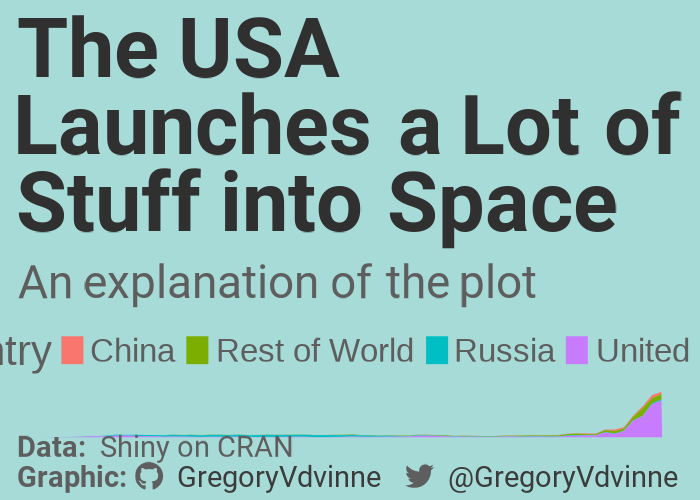 The USA
Launches a Lot of
Stuff into Space
An explanation of the plot
ntry China Rest of World Russia United
Data: Shiny on CRAN
Graphic: GregoryVdvinne @GregoryVdvinne